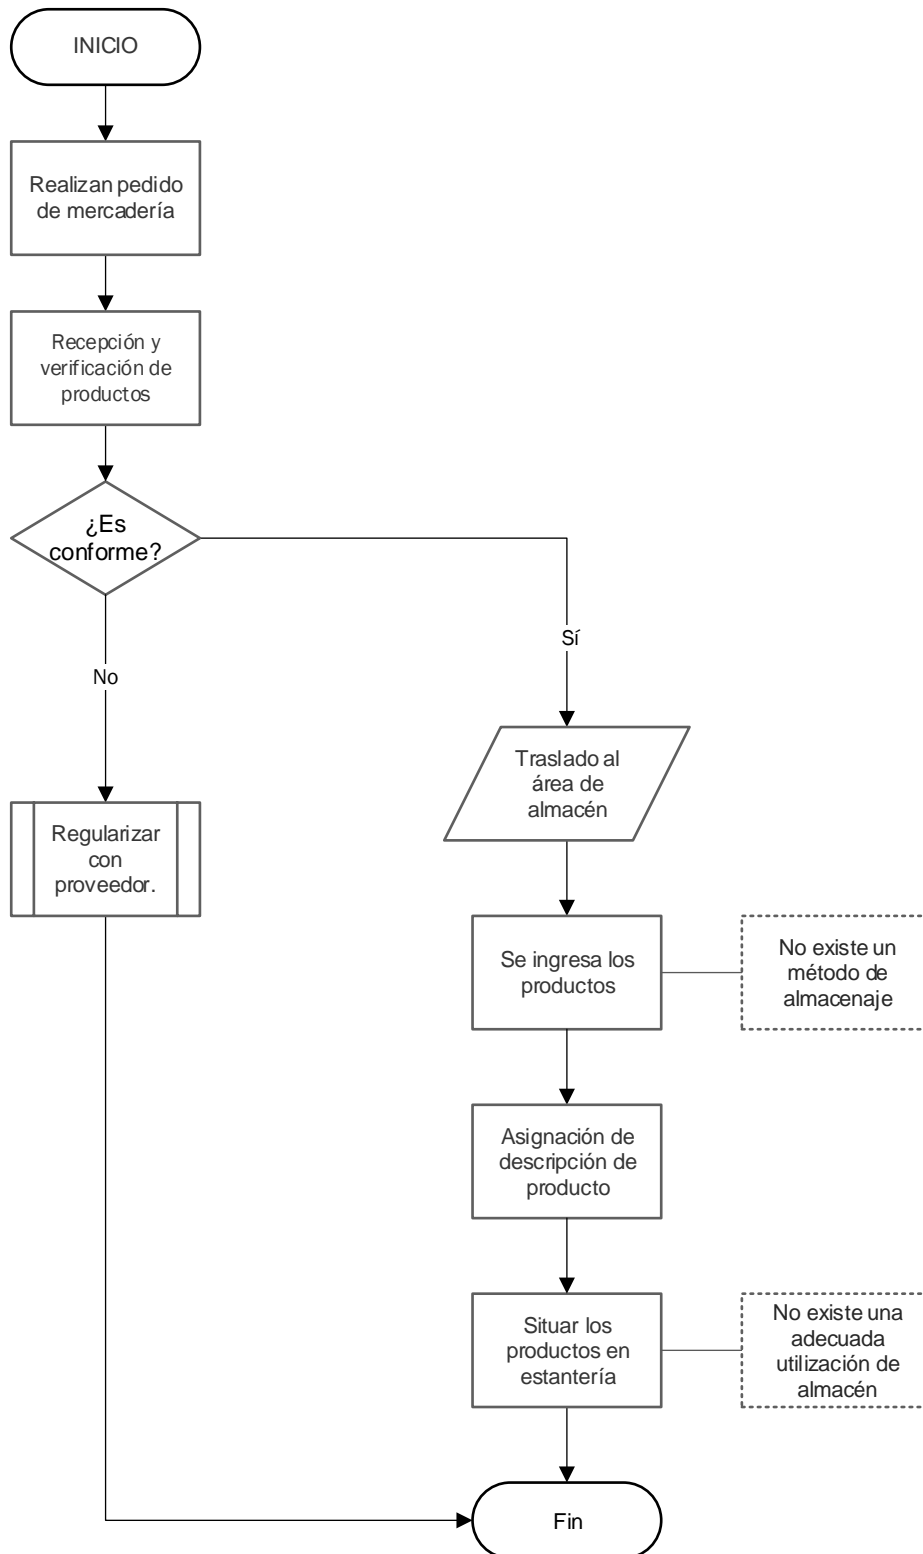 INICIO
Realizan pedido
de mercadería
Recepción y
verificación de
productos
¿Es
conforme?
Sí
No
Traslado al
área de
almacén
Regularizar
con
proveedor.
Se ingresa los
productos
No existe un
método de
almacenaje
Asignación de
descripción de
producto
Situar los
productos en
estantería
No existe una
adecuada
utilización de
almacén
Fin